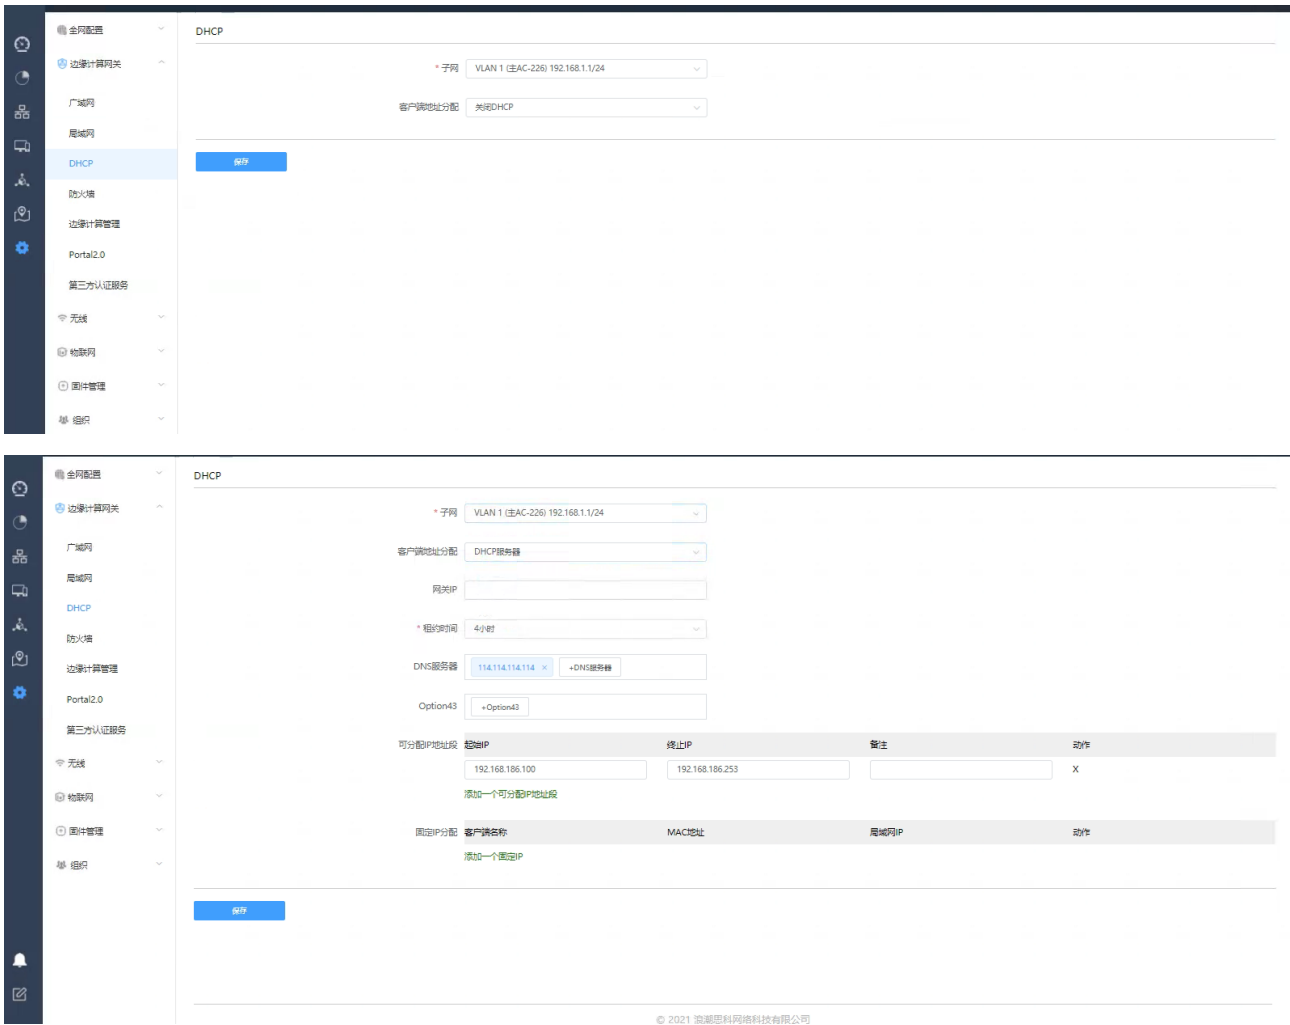 全网配置
边缘计算网关
广域网
局域网
DHCP
防火墙
边缘计算管理
Portal2.0
第三方认证服务
无线
物联网
固件管理
组织
DHCP
* 子网 VLAN 1 (主AC-226) 192.168.1.1/24
客户端地址分配 关闭DHCP
保存
全网配置
边缘计算网关
广域网
局域网
DHCP
防火墙
边缘计算管理
Portal2.0
第三方认证服务
无线
物联网
固件管理
组织
DHCP
* 子网 VLAN 1 (主AC-226) 192.168.1.1/24
客户端地址分配 DHCP服务器
网关IP
* 租约时间 4小时
DNS服务器 114.114.114.114 × +DNS服务器
Option43 +Option43
可分配IP地址段 起始IP 终止IP 备注 动作
192.168.186.100 192.168.186.253 X
添加一个可分配IP地址段
固定IP分配 客户端名称 MAC地址 局域网IP 动作
添加一个固定IP
保存
© 2021 浪潮思科网络科技有限公司